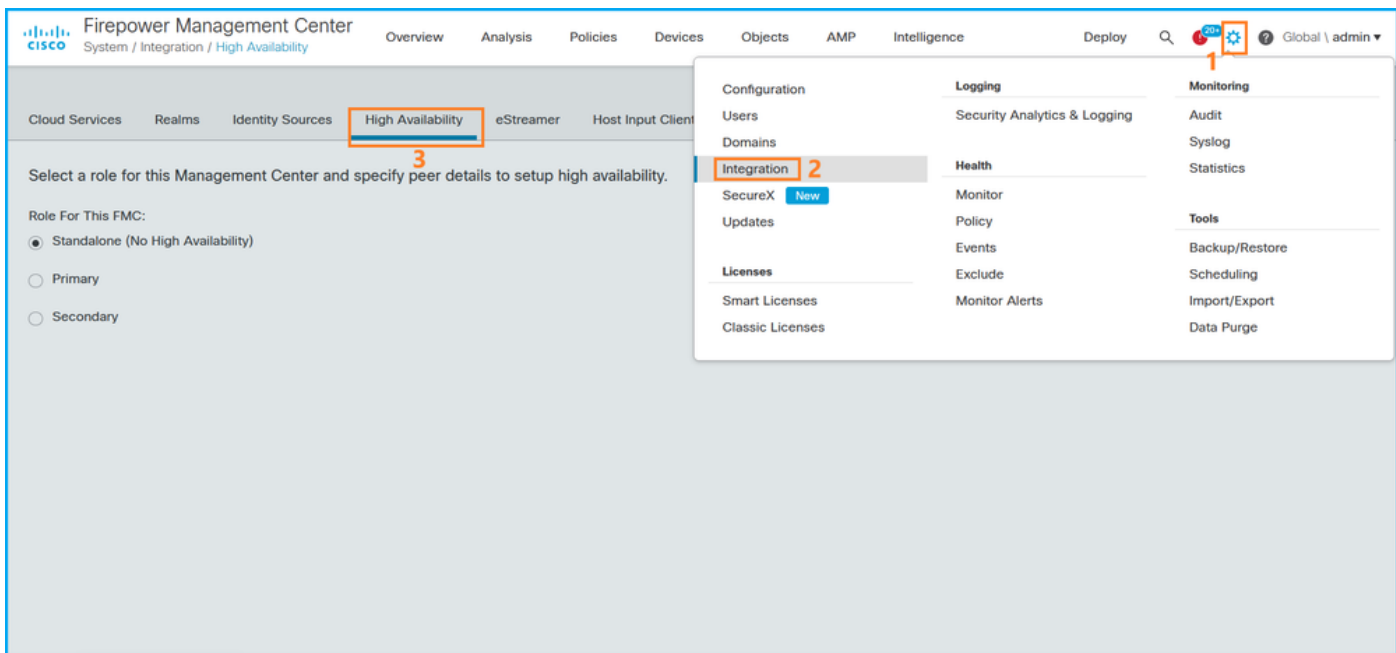 Firepower Management Center
CISCO
System / Integration / High Availability
Overview Analysis Policies Devices Objects AMP Intelligence Deploy 20+ ? Global \ admin
1
Cloud Services Realms Identity Sources High Availability eStreamer Host Input Client
3
Select a role for this Management Center and specify peer details to setup high availability.
Role For This FMC:
Standalone (No High Availability)
Primary
Secondary
Configuration
Users
Domains
Integration 2
SecureX New
Updates
Licenses
Smart Licenses
Classic Licenses
Logging
Security Analytics & Logging
Health
Monitor
Policy
Events
Exclude
Monitor Alerts
Monitoring
Audit
Syslog
Statistics
Tools
Backup/Restore
Scheduling
Import/Export
Data Purge